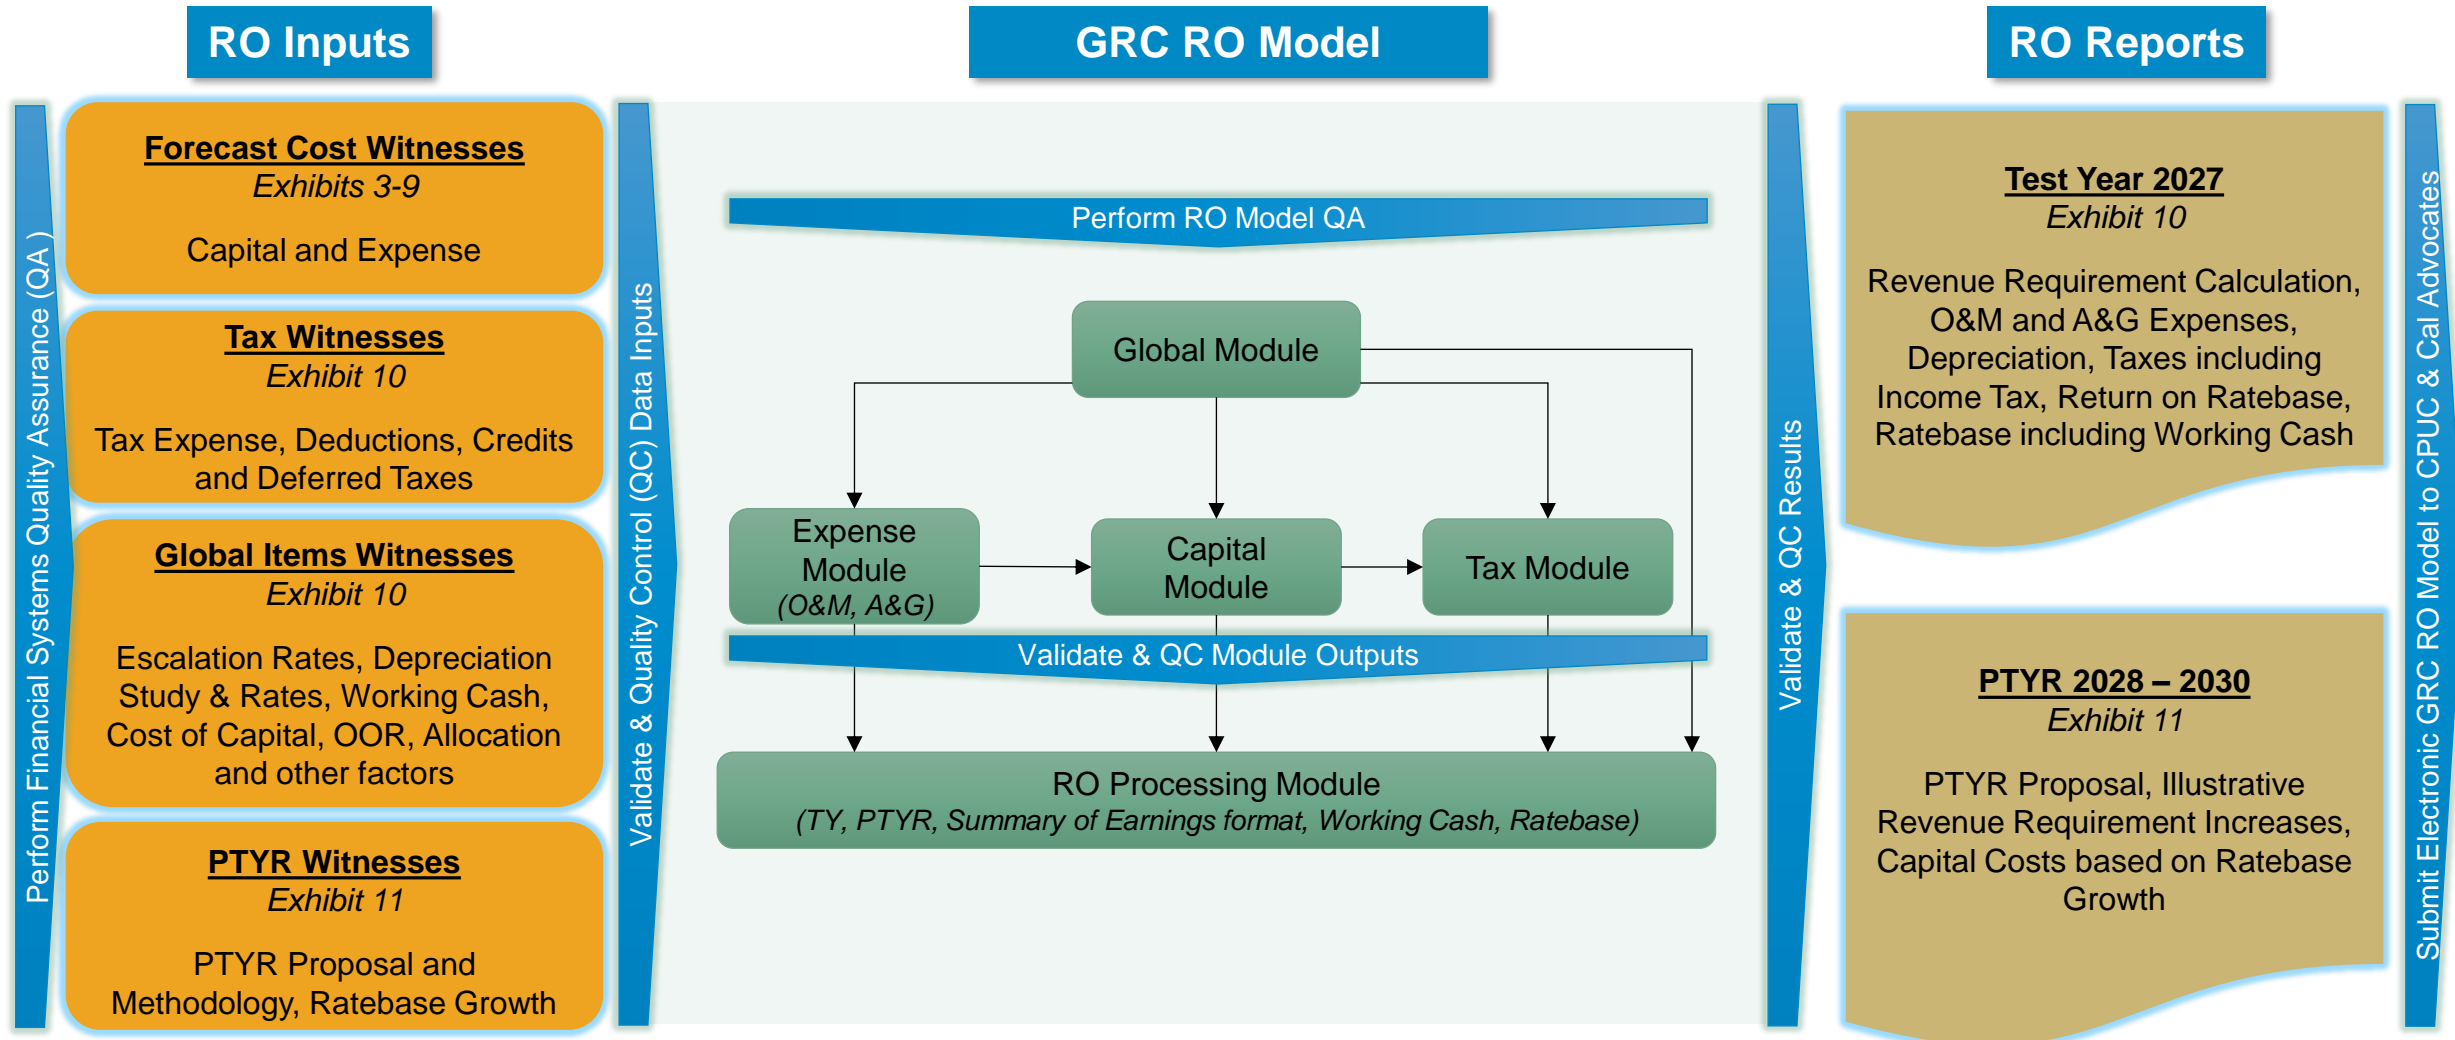 RO Inputs
GRC RO Model
RO Reports
Perform Financial Systems Quality Assurance (QA )
Forecast Cost Witnesses
Exhibits 3-9
Capital and Expense
Tax Witnesses
Exhibit 10
Tax Expense, Deductions, Credits
and Deferred Taxes
Global Items Witnesses
Exhibit 10
Escalation Rates, Depreciation
Study & Rates, Working Cash,
Cost of Capital, OOR, Allocation
and other factors
PTYR Witnesses
Exhibit 11
PTYR Proposal and
Methodology, Ratebase Growth
Validate & Quality Control (QC) Data Inputs
Perform RO Model QA
Global Module
Expense
Module
(O&M, A&G)
Capital
Module
Tax Module
Validate & QC Module Outputs
RO Processing Module
(TY, PTYR, Summary of Earnings format, Working Cash, Ratebase)
Validate & QC Results
Test Year 2027
Exhibit 10
Revenue Requirement Calculation,
O&M and A&G Expenses,
Depreciation, Taxes including
Income Tax, Return on Ratebase,
Ratebase including Working Cash
PTYR 2028 – 2030
Exhibit 11
PTYR Proposal, Illustrative
Revenue Requirement Increases,
Capital Costs based on Ratebase
Growth
Submit Electronic GRC RO Model to CPUC & Cal Advocates